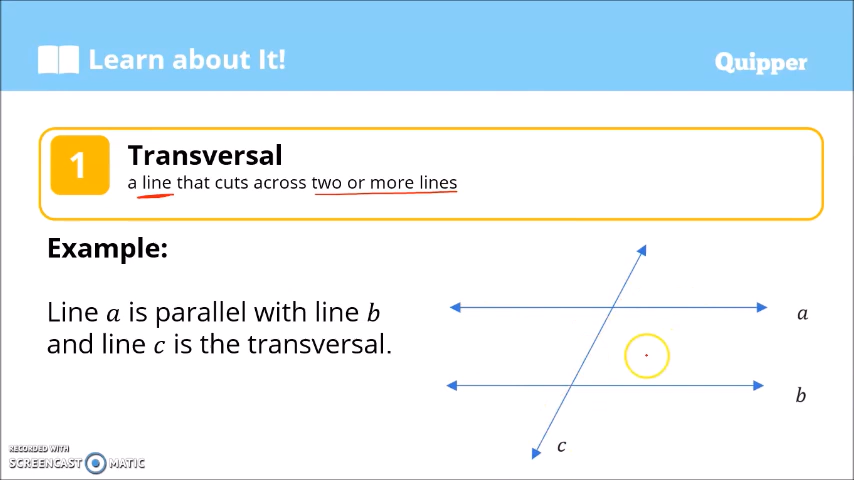 Learn about It!
Quipper
1
Transversal
a line that cuts across two or more lines
Example:
Line a is parallel with line b
and line c is the transversal.
a
b
c
RECORDED WITH
SCREENCAST MATIC